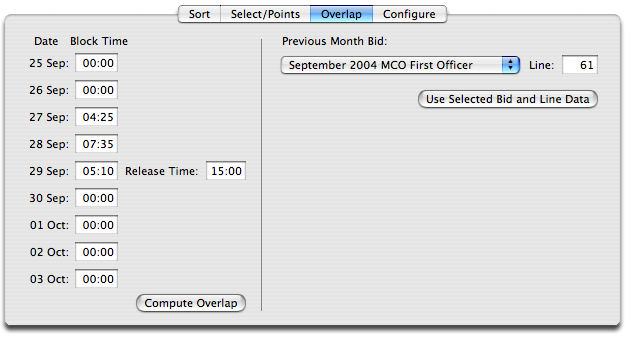 Sort Select/Points Overlap Configure
Date Block Time
25 Sep: 00:00
26 Sep: 00:00
27 Sep: 04:25
28 Sep: 07:35
29 Sep: 05:10 Release Time: 15:00
30 Sep: 00:00
01 Oct: 00:00
02 Oct: 00:00
03 Oct: 00:00
Compute Overlap
Previous Month Bid:
September 2004 MCO First Officer Line: 61
Use Selected Bid and Line Data